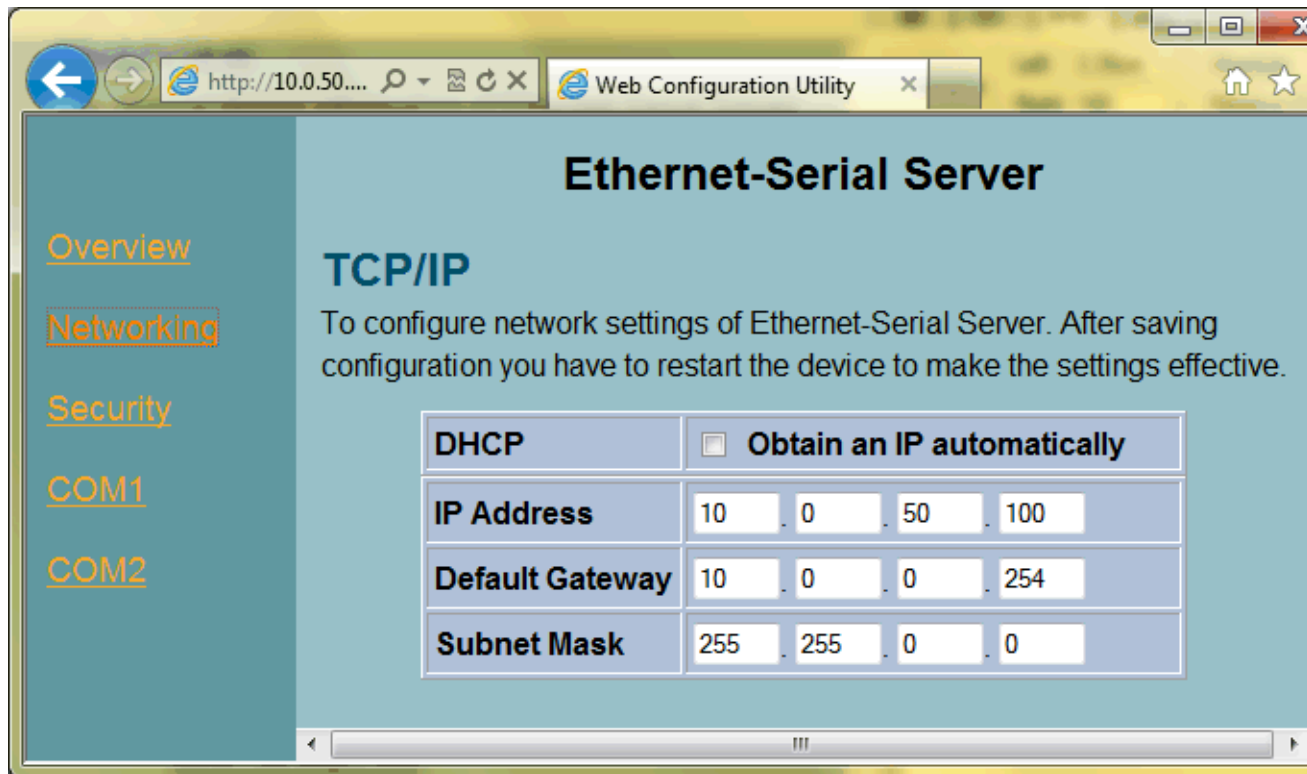 http://10.0.50.... Web Configuration Utility
Ethernet-Serial Server
Overview
Networking
Security
COM1
COM2
TCP/IP
To configure network settings of Ethernet-Serial Server. After saving
configuration you have to restart the device to make the settings effective.
DHCP Obtain an IP automatically
IP Address 10 . 0 . 50 . 100
Default Gateway 10 . 0 . 0 . 254
Subnet Mask 255 . 255 . 0 . 0